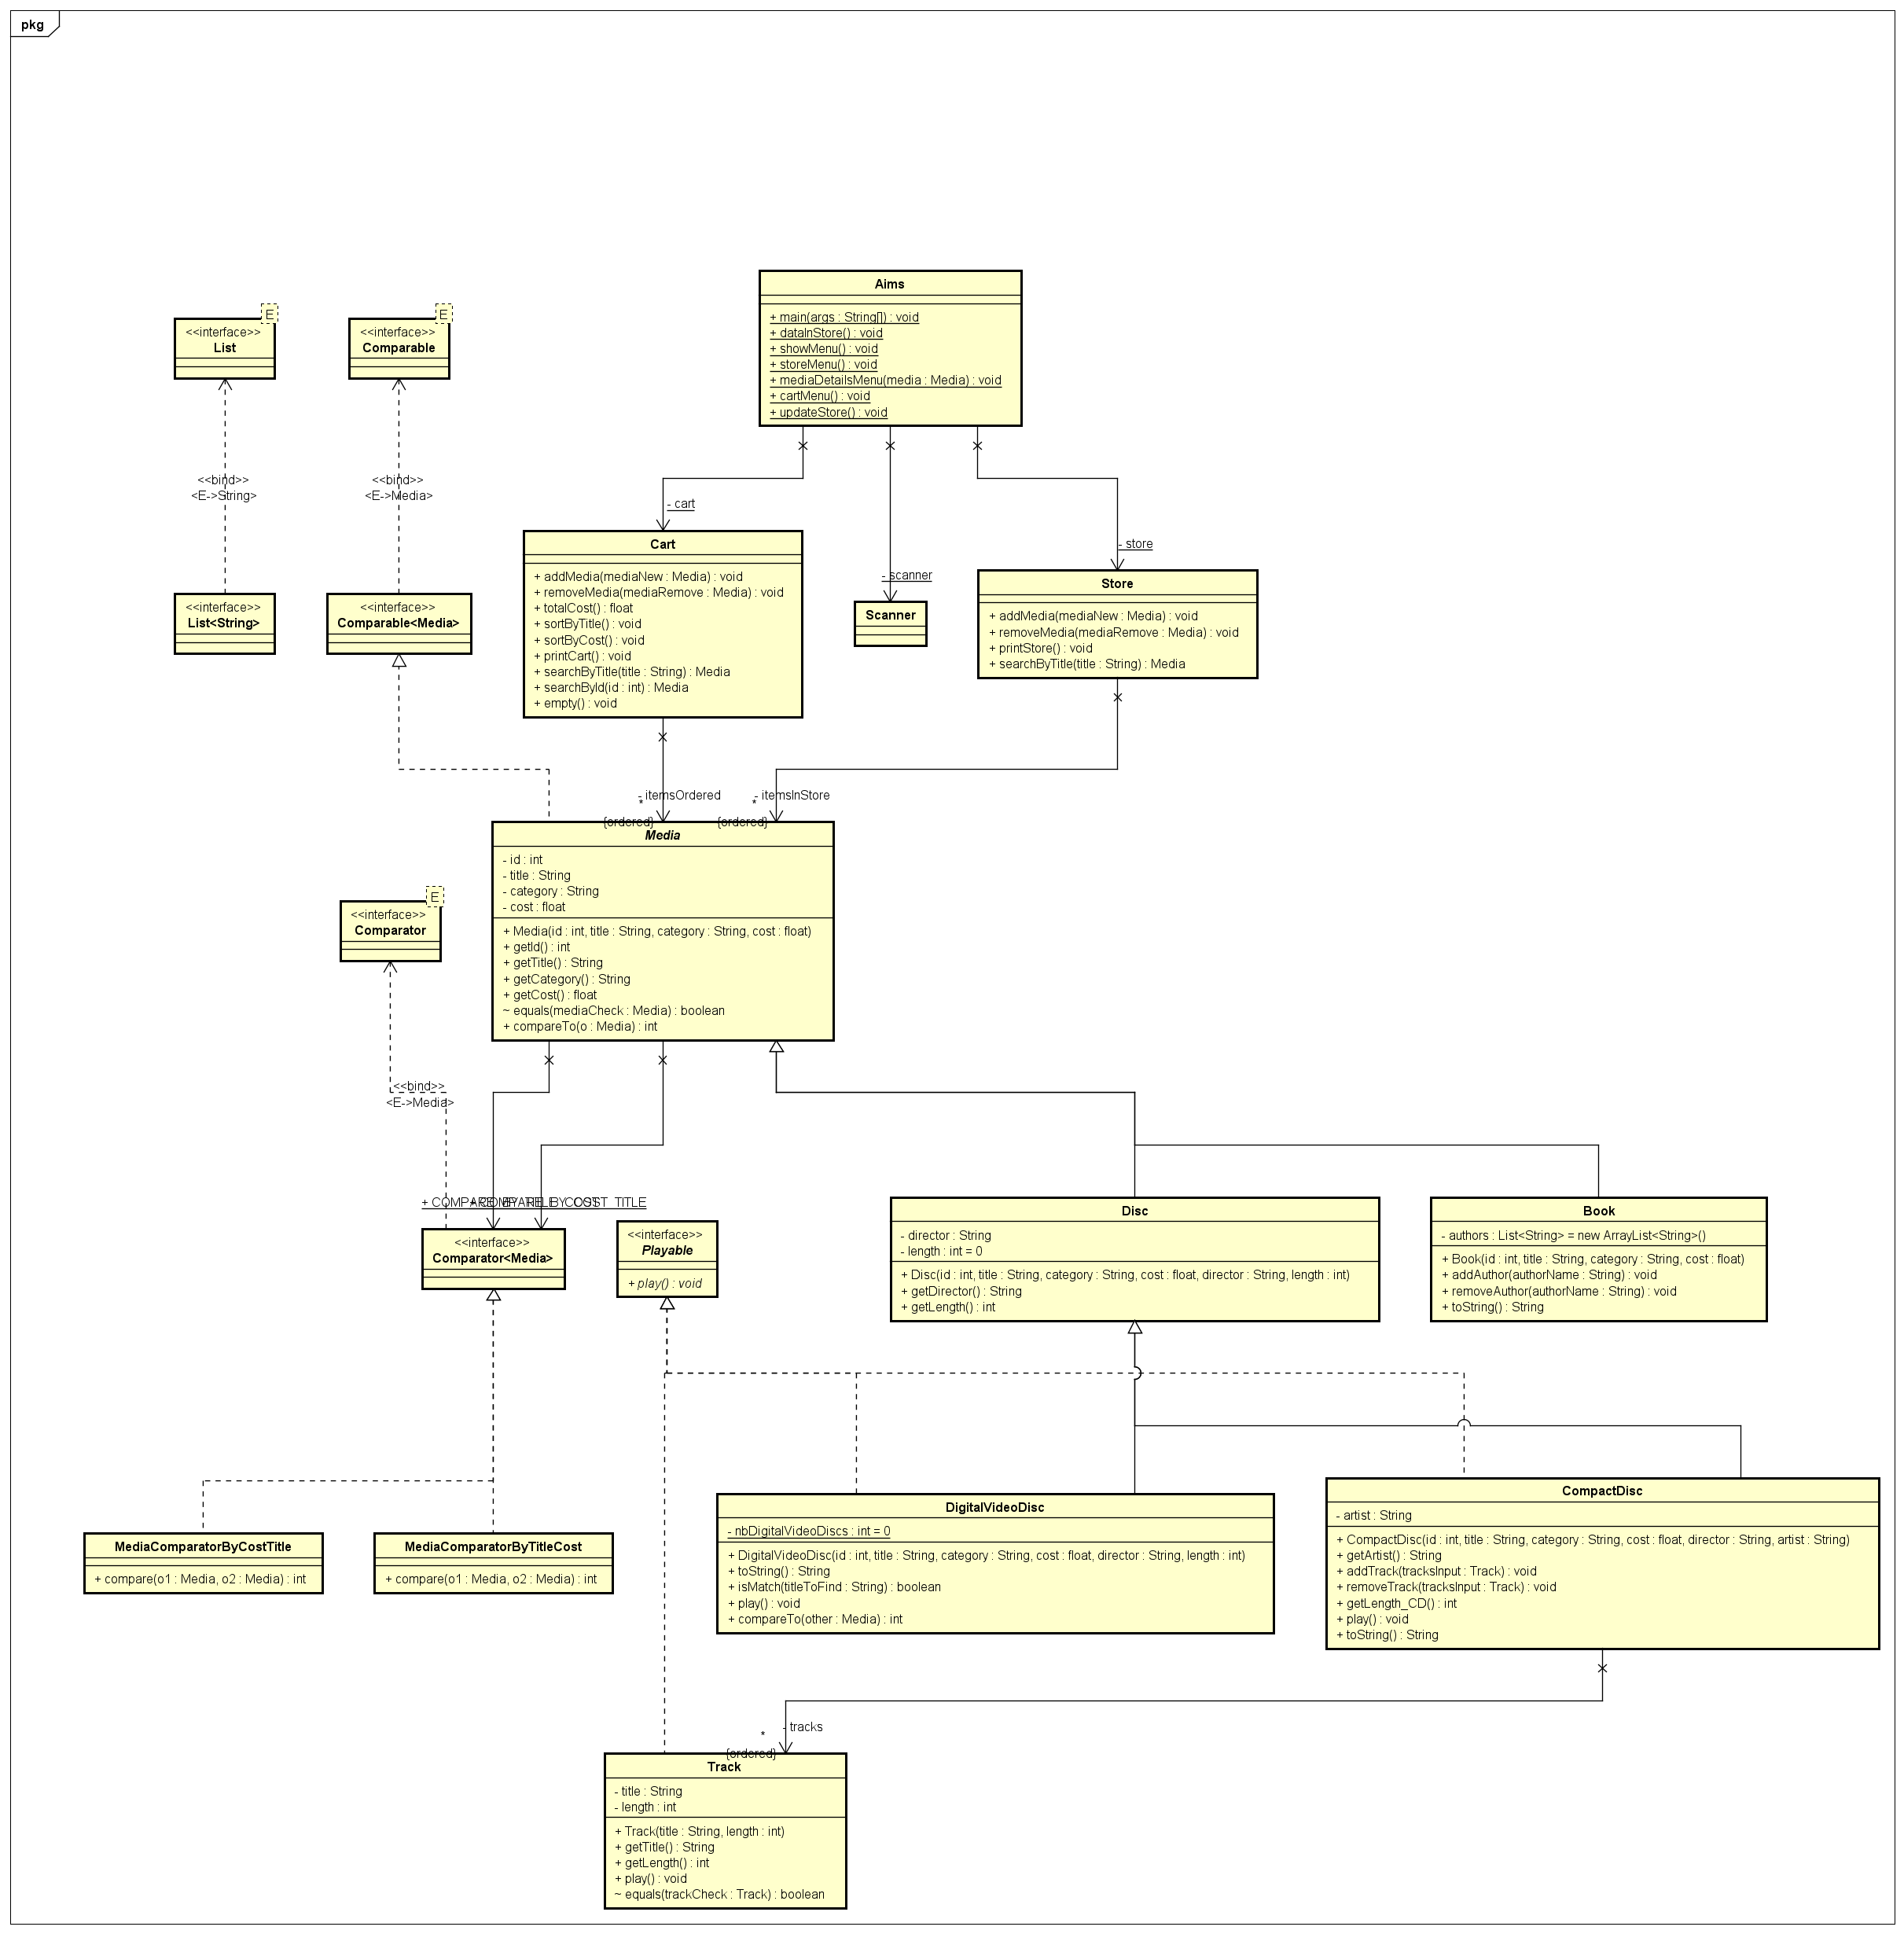 pkg
Aims
+ main(args : String[]) : void
+ dataInStore() : void
+ showMenu() : void
+ storeMenu() : void
+ mediaDetailsMenu(media : Media) : void
+ cartMenu() : void
+ updateStore() : void
E
<<interface>>
List
E
<<interface>>
Comparable
<<bind>>
<E->String>
<<bind>>
<E->Media>
- cart
- store
- scanner
<<interface>>
List<String>
<<interface>>
Comparable<Media>
Cart
+ addMedia(mediaNew : Media) : void
+ removeMedia(mediaRemove : Media) : void
+ totalCost() : float
+ sortByTitle() : void
+ sortByCost() : void
+ printCart() : void
+ searchByTitle(title : String) : Media
+ searchById(id : int) : Media
+ empty() : void
Scanner
Store
+ addMedia(mediaNew : Media) : void
+ removeMedia(mediaRemove : Media) : void
+ printStore() : void
+ searchByTitle(title : String) : Media
- itemsOrdered
*
{ordered}
- itemsInStore
*
{ordered}
Media
- id : int
- title : String
- category : String
- cost : float
+ Media(id : int, title : String, category : String, cost : float)
+ getId() : int
+ getTitle() : String
+ getCategory() : String
+ getCost() : float
~ equals(mediaCheck : Media) : boolean
+ compareTo(o : Media) : int
E
<<interface>>
Comparator
<<bind>>
<E->Media>
+ COMPARE_BY_TITLE_COST
+ COMPARE_BY_COST_TITLE
<<interface>>
Comparator<Media>
<<interface>>
Playable
+ play() : void
Disc
- director : String
- length : int = 0
+ Disc(id : int, title : String, category : String, cost : float, director : String, length : int)
+ getDirector() : String
+ getLength() : int
Book
- authors : List<String> = new ArrayList<String>()
+ Book(id : int, title : String, category : String, cost : float)
+ addAuthor(authorName : String) : void
+ removeAuthor(authorName : String) : void
+ toString() : String
MediaComparatorByCostTitle
+ compare(o1 : Media, o2 : Media) : int
MediaComparatorByTitleCost
+ compare(o1 : Media, o2 : Media) : int
DigitalVideoDisc
- nbDigitalVideoDiscs : int = 0
+ DigitalVideoDisc(id : int, title : String, category : String, cost : float, director : String, length : int)
+ toString() : String
+ isMatch(titleToFind : String) : boolean
+ play() : void
+ compareTo(other : Media) : int
CompactDisc
- artist : String
+ CompactDisc(id : int, title : String, category : String, cost : float, director : String, artist : String)
+ getArtist() : String
+ addTrack(tracksInput : Track) : void
+ removeTrack(tracksInput : Track) : void
+ getLength_CD() : int
+ play() : void
+ toString() : String
- tracks
*
{ordered}
Track
- title : String
- length : int
+ Track(title : String, length : int)
+ getTitle() : String
+ getLength() : int
+ play() : void
~ equals(trackCheck : Track) : boolean